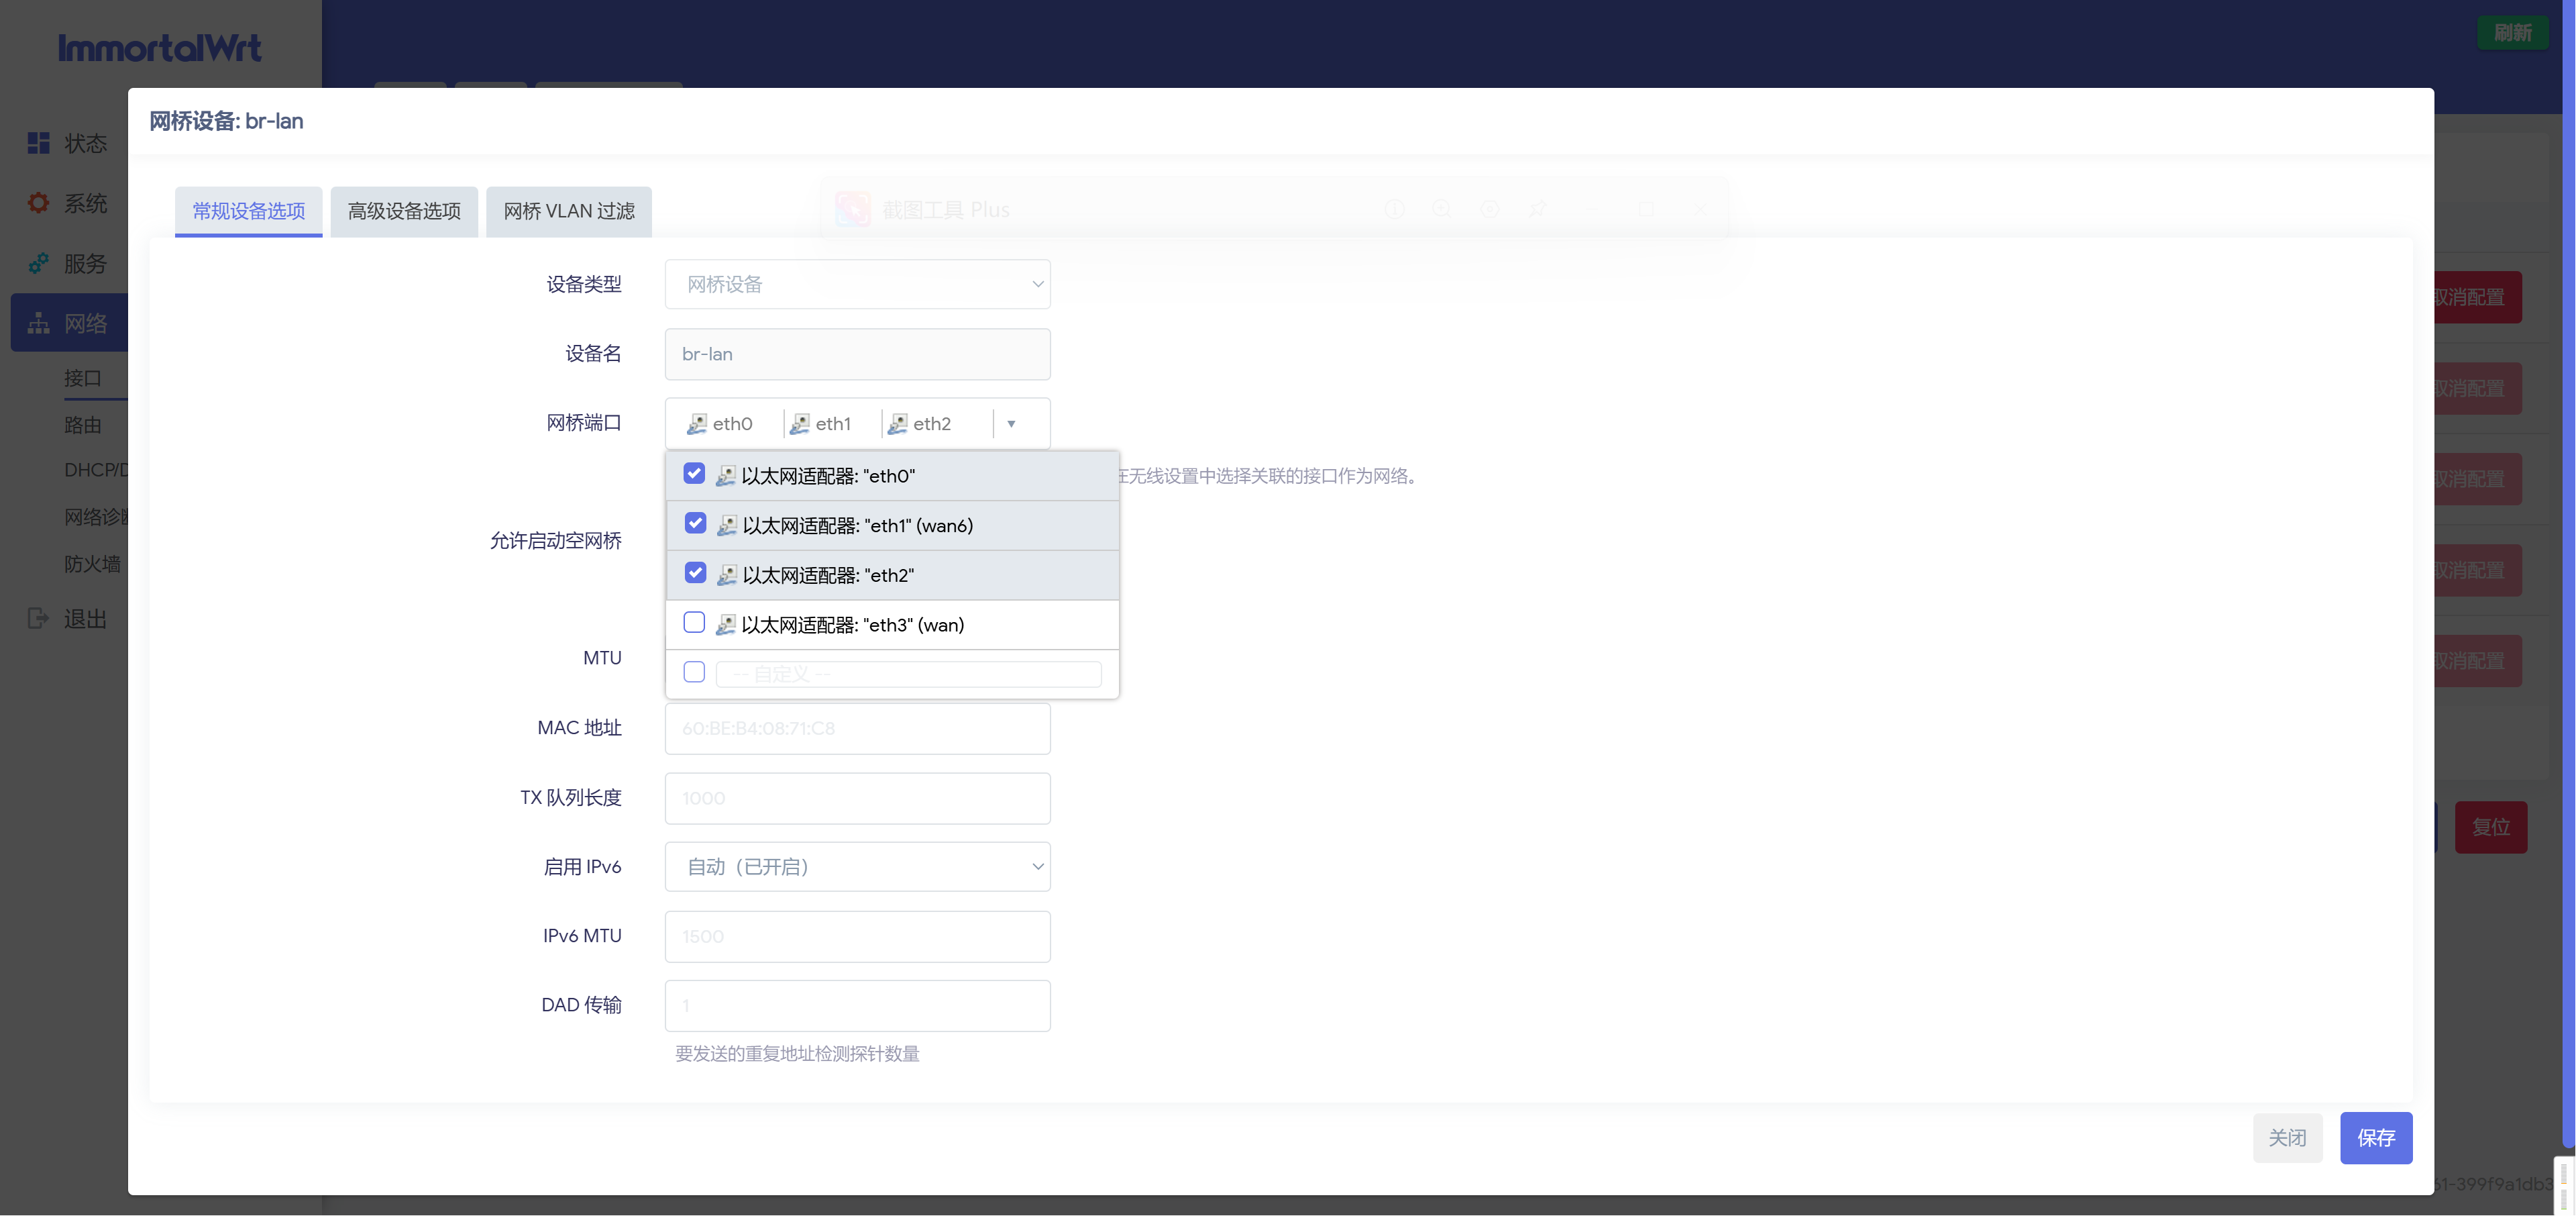 ImmortalWrt
刷新
状态
系统
服务
网络
接口
路由
DHCP/D
网络诊断
防火墙
退出
网桥设备: br-lan
常规设备选项
高级设备选项
网桥 VLAN 过滤
截图工具 Plus
设备类型
网桥设备
设备名
br-lan
网桥端口
eth0
eth1
eth2
以太网适配器: "eth0"
以太网适配器: "eth1" (wan6)
以太网适配器: "eth2"
以太网适配器: "eth3" (wan)
-- 自定义 --
在无线设置中选择关联的接口作为网络。
允许启动空网桥
MTU
MAC 地址
60:BE:B4:08:71:C8
TX 队列长度
1000
启用 IPv6
自动（已开启）
IPv6 MTU
1500
DAD 传输
1
要发送的重复地址检测探针数量
关闭
保存
取消配置
取消配置
取消配置
取消配置
取消配置
复位
61-399f9a1db3